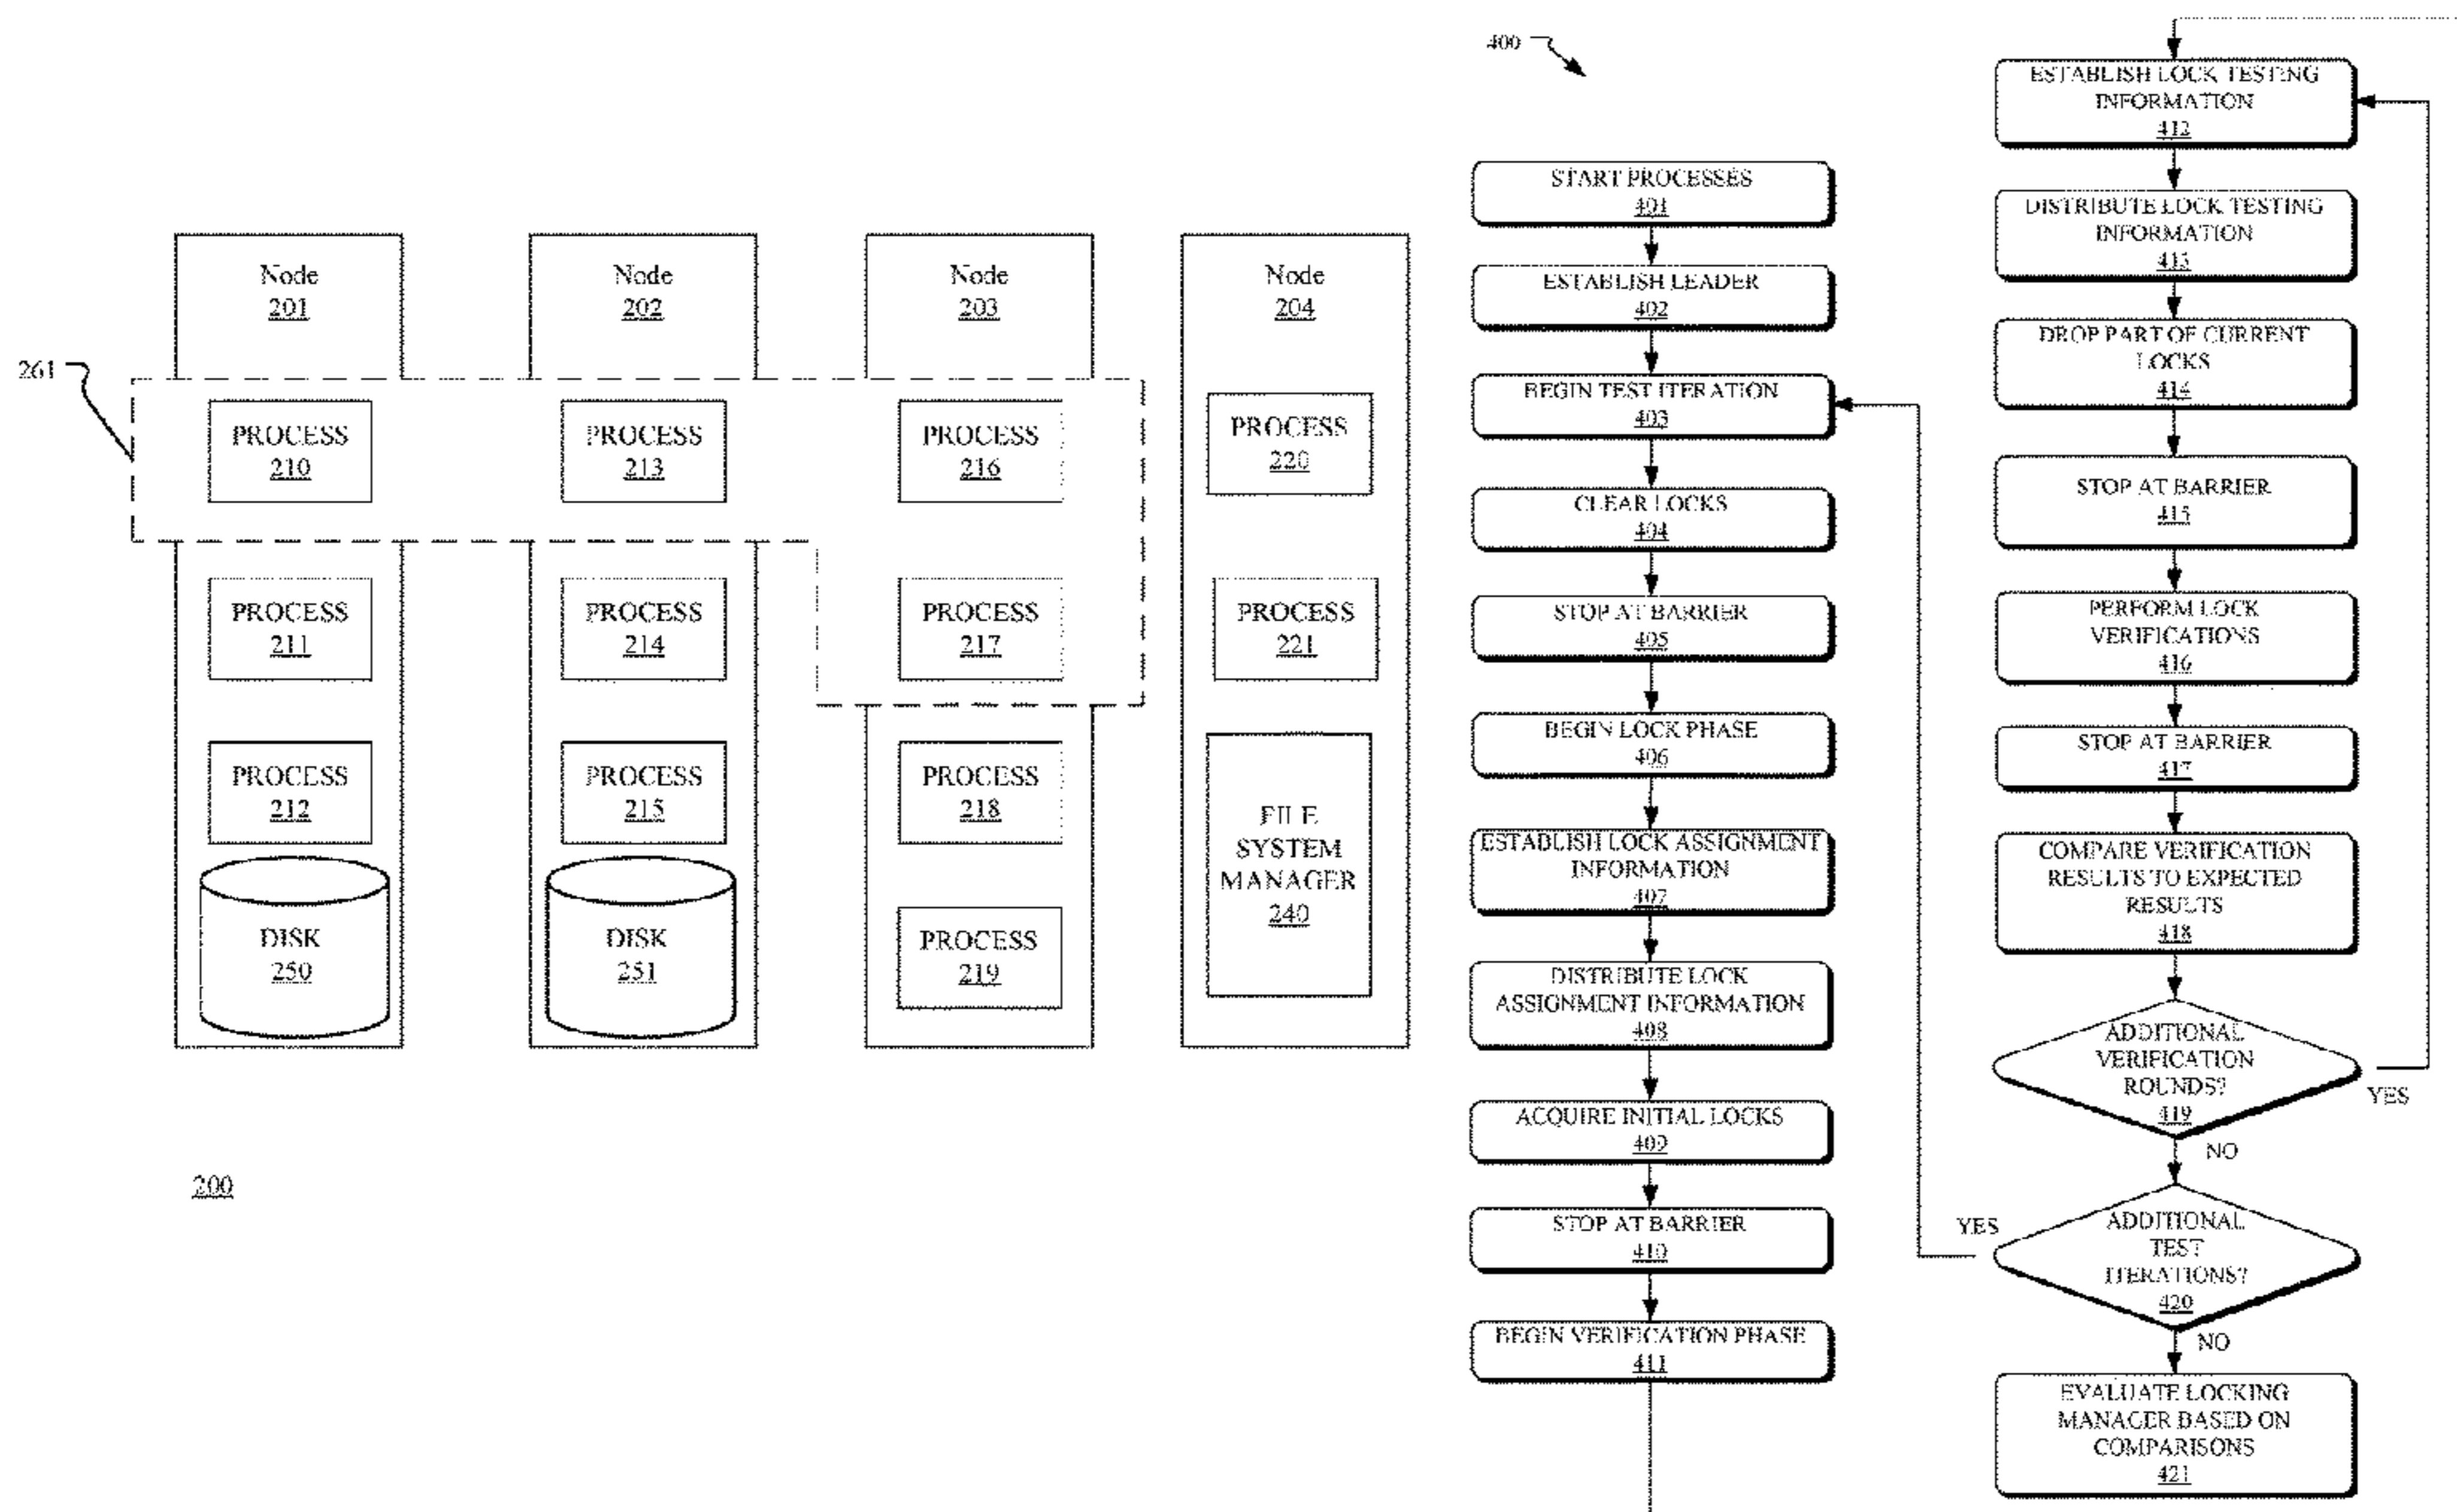 Node
201
Node
202
Node
203
Node
204
261
PROCESS
210
PROCESS
213
PROCESS
216
PROCESS
220
PROCESS
211
PROCESS
214
PROCESS
217
PROCESS
221
PROCESS
212
PROCESS
215
PROCESS
218
FILE
SYSTEM
MANAGER
240
DISK
250
DISK
251
PROCESS
219
200
400
START PROCESSES
401
ESTABLISH LEADER
402
BEGIN TEST ITERATION
403
CLEAR LOCKS
404
STOP AT BARRIER
405
BEGIN LOCK PHASE
406
ESTABLISH LOCK ASSIGNMENT
INFORMATION
407
DISTRIBUTE LOCK
ASSIGNMENT INFORMATION
408
ACQUIRE INITIAL LOCKS
409
STOP AT BARRIER
410
BEGIN VERIFICATION PHASE
411
ESTABLISH LOCK TESTING
INFORMATION
412
DISTRIBUTE LOCK TESTING
INFORMATION
413
DROP PART OF CURRENT
LOCKS
414
STOP AT BARRIER
415
PERFORM LOCK
VERIFICATIONS
416
STOP AT BARRIER
417
COMPARE VERIFICATION
RESULTS TO EXPECTED
RESULTS
418
ADDITIONAL
VERIFICATION
ROUNDS?
419
YES
NO
ADDITIONAL
TEST
ITERATIONS?
420
YES
NO
EVALUATE LOCKING
MANAGER BASED ON
COMPARISONS
421